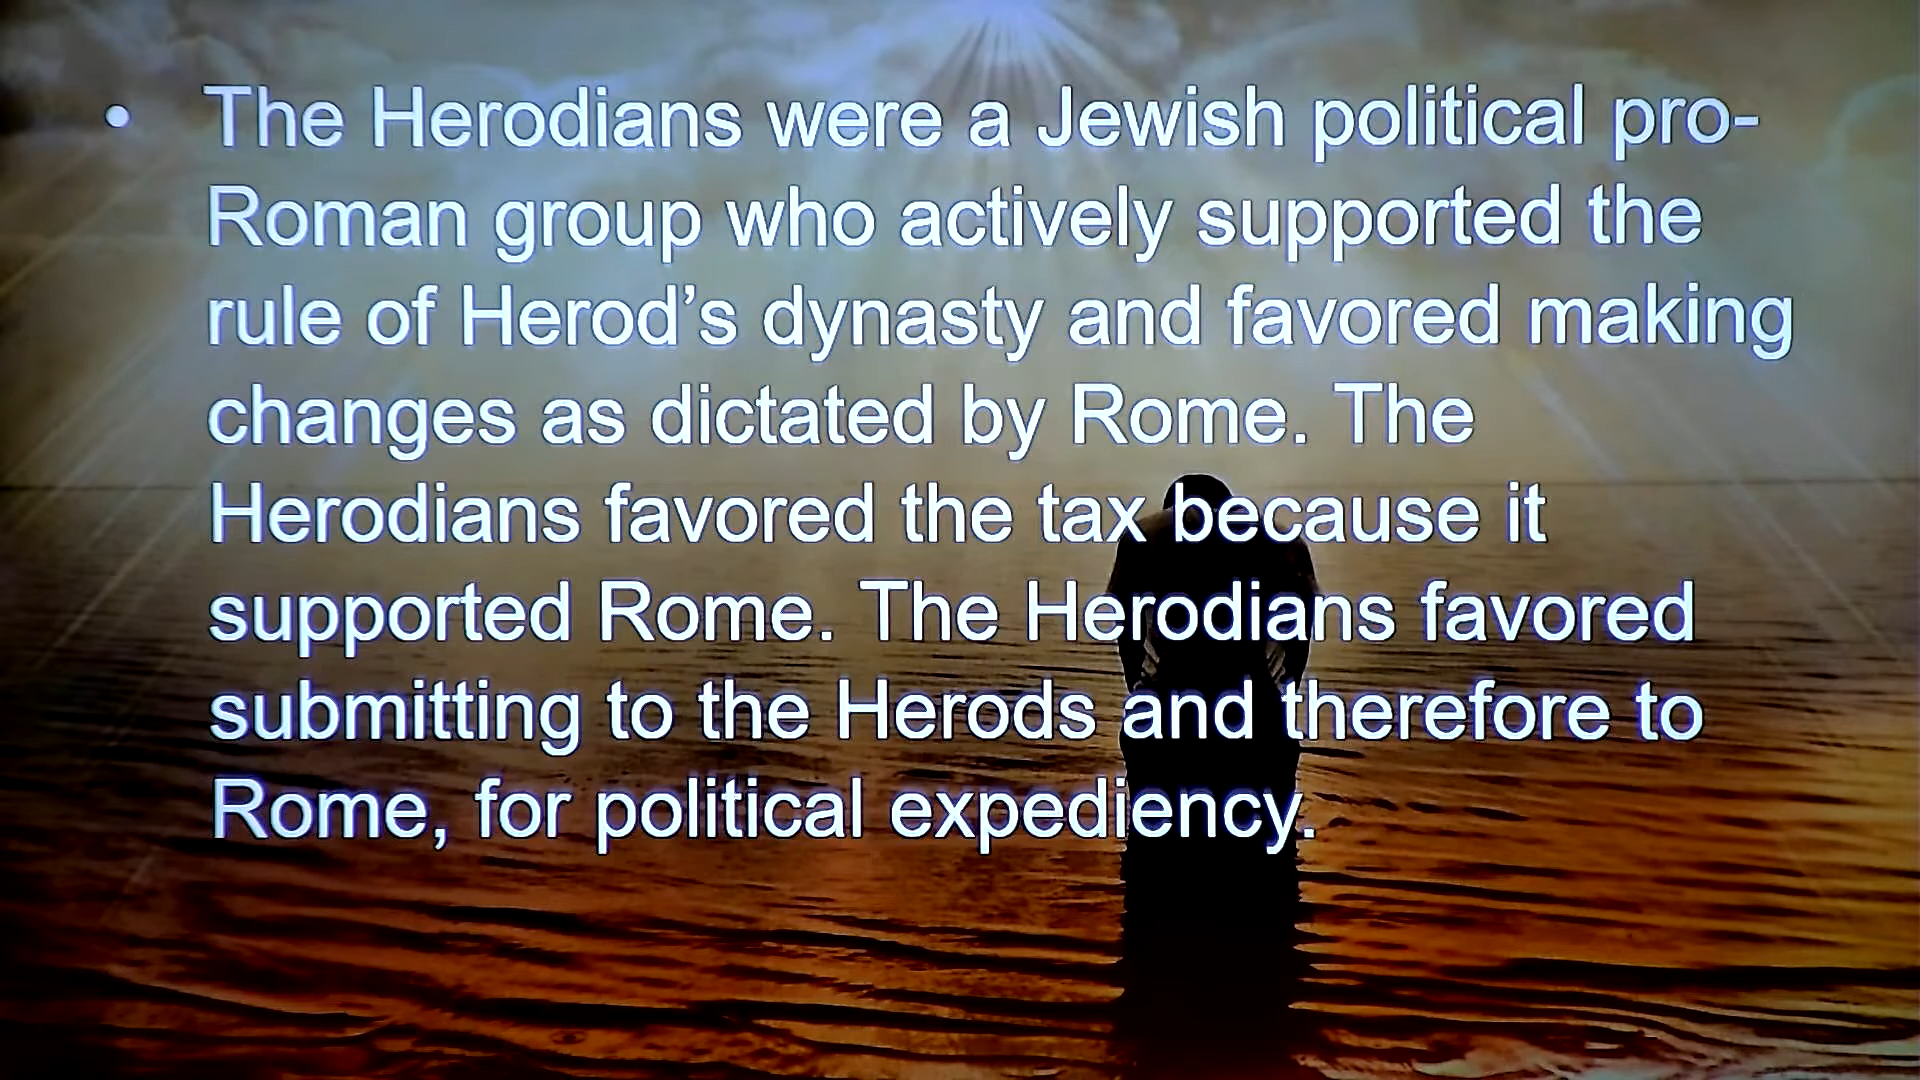 • The Herodians were a Jewish political pro-
Roman group who actively supported the
rule of Herod’s dynasty and favored making
changes as dictated by Rome. The
Herodians favored the tax because it
supported Rome. The Herodians favored
submitting to the Herods and therefore to
Rome, for political expediency.